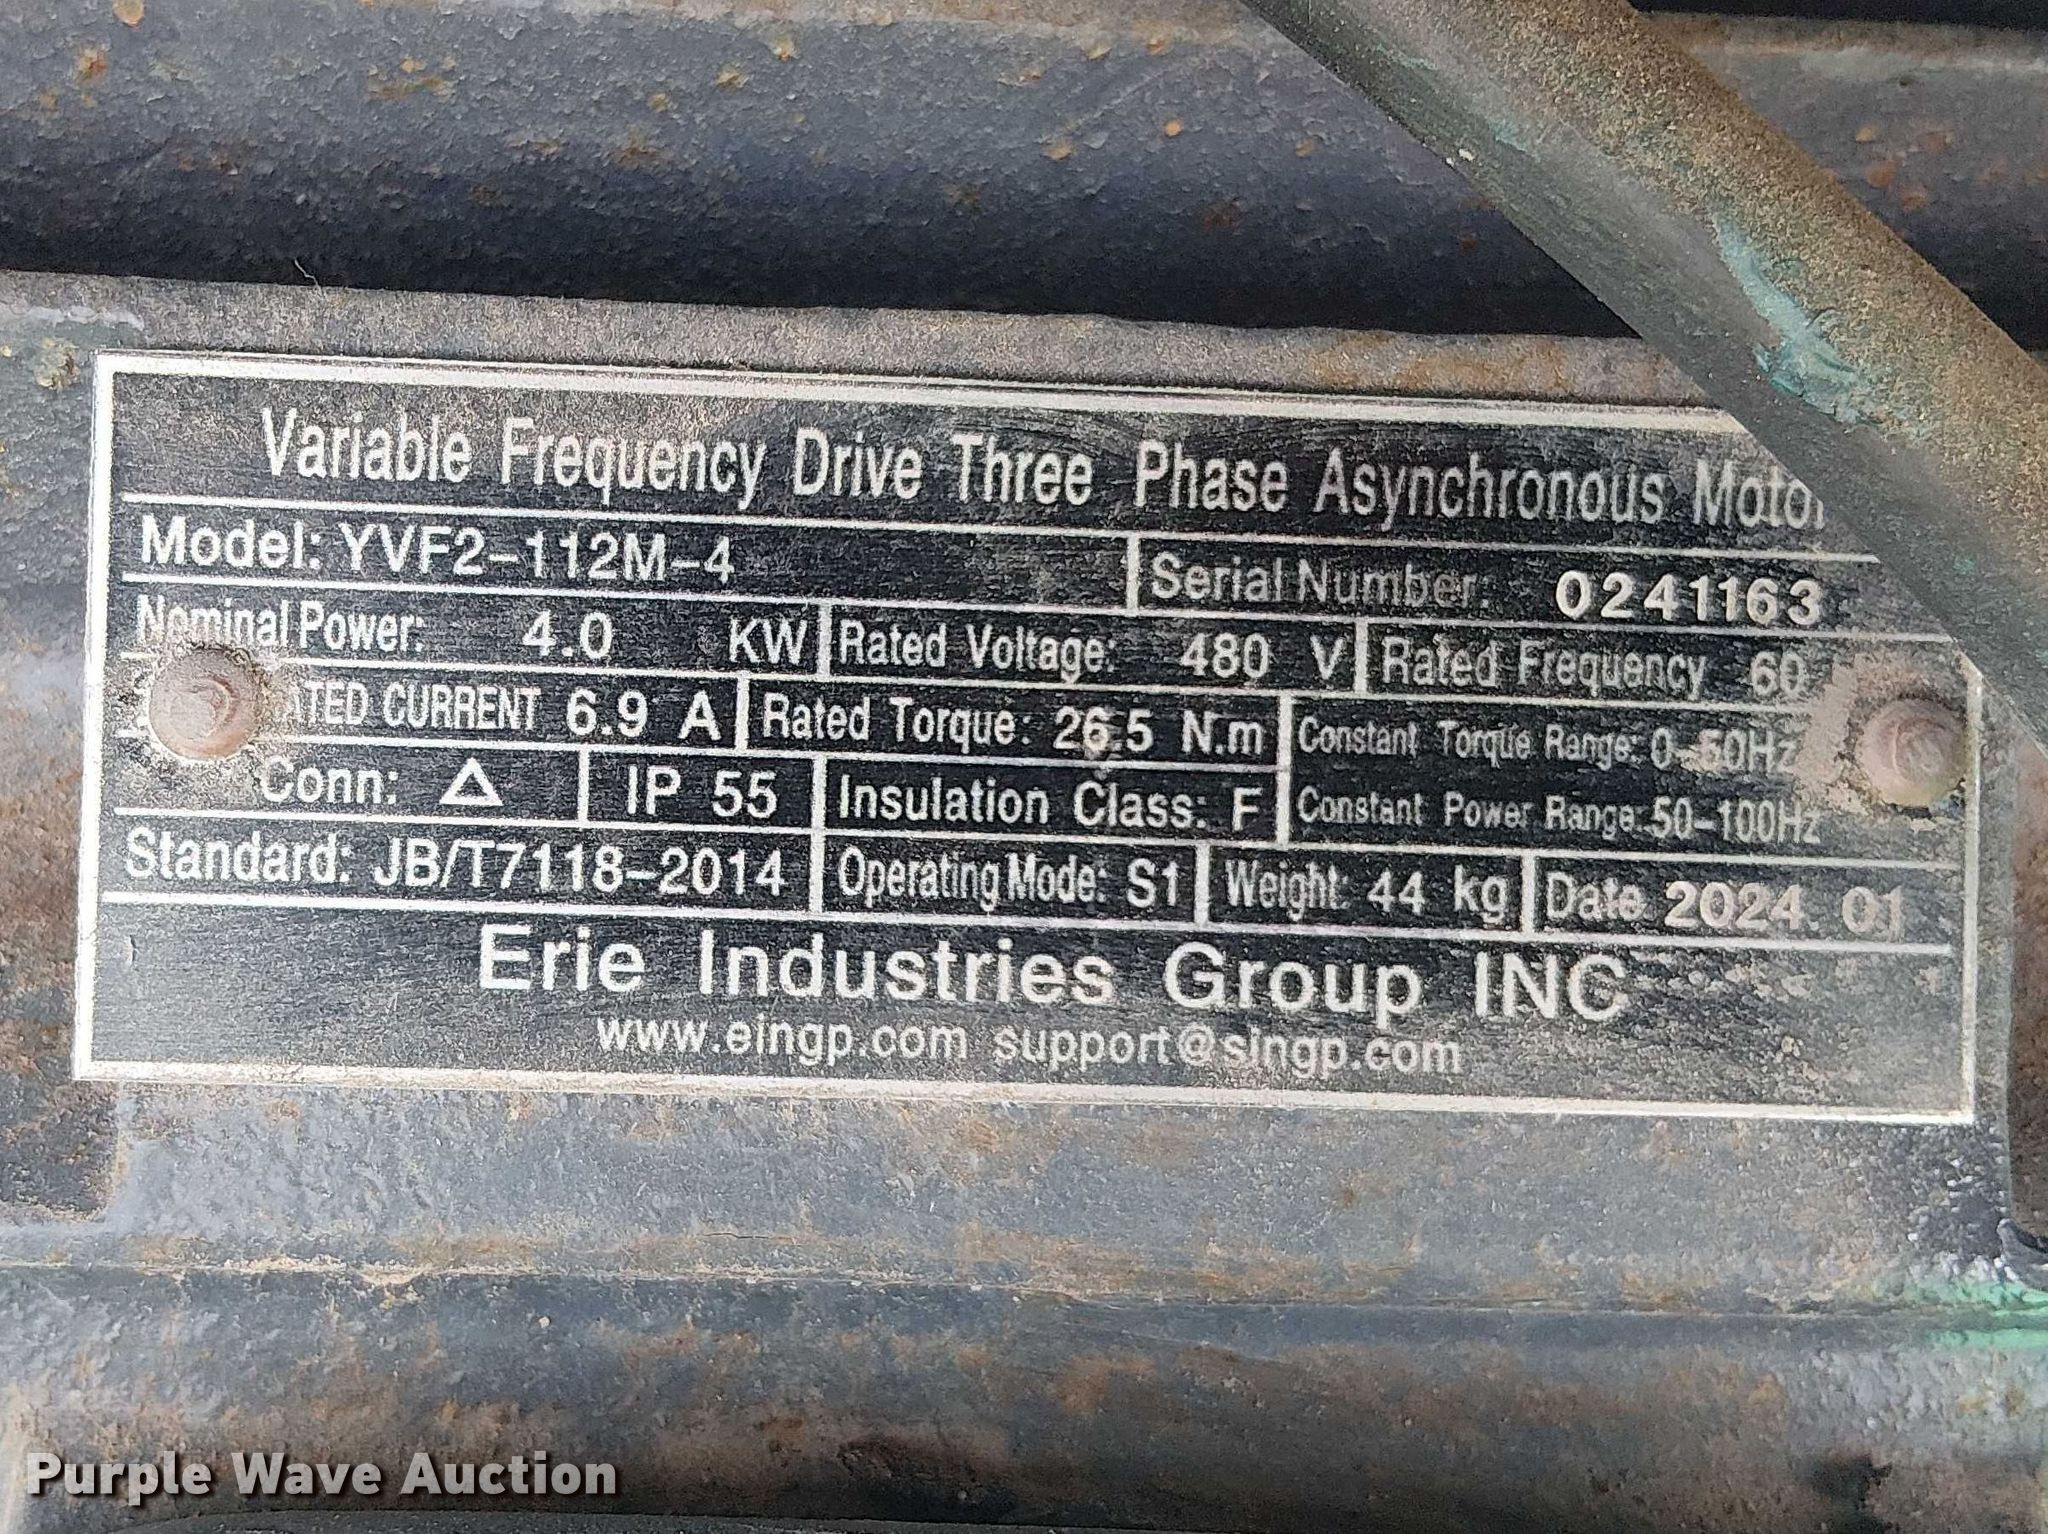 Variable Frequency Drive Three Phase Asynchronous Motor
Model: YVF2-112M-4 Serial Number: 0241163
Nominal Power: 4.0 KW Rated Voltage: 480 V Rated Frequency 60
RATED CURRENT 6.9 A Rated Torque: 26.5 N.m Constant Torque Range: 0-50Hz
Conn: △ IP 55 Insulation Class: F Constant Power Range: 50-100Hz
Standard: JB/T7118-2014 Operating Mode: S1 Weight: 44 kg Date 2024.01
Erie Industries Group INC
www.eingp.com support@singp.com
Purple Wave Auction